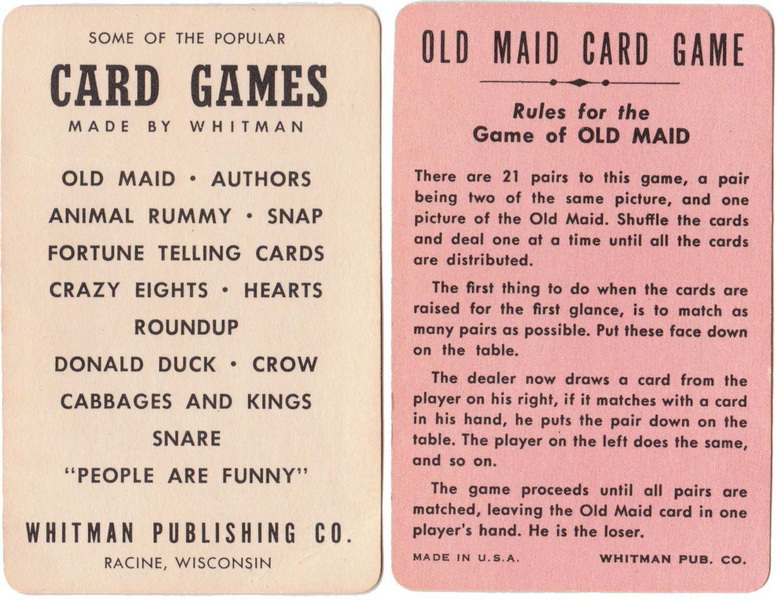 SOME OF THE POPULAR
CARD GAMES
MADE BY WHITMAN
OLD MAID • AUTHORS
ANIMAL RUMMY • SNAP
FORTUNE TELLING CARDS
CRAZY EIGHTS • HEARTS
ROUNDUP
DONALD DUCK • CROW
CABBAGES AND KINGS
SNARE
"PEOPLE ARE FUNNY"
WHITMAN PUBLISHING CO.
RACINE, WISCONSIN
OLD MAID CARD GAME
Rules for the
Game of OLD MAID
There are 21 pairs to this game, a pair
being two of the same picture, and one
picture of the Old Maid. Shuffle the cards
and deal one at a time until all the cards
are distributed.
The first thing to do when the cards are
raised for the first glance, is to match as
many pairs as possible. Put these face down
on the table.
The dealer now draws a card from the
player on his right, if it matches with a card
in his hand, he puts the pair down on the
table. The player on the left does the same,
and so on.
The game proceeds until all pairs are
matched, leaving the Old Maid card in one
player's hand. He is the loser.
MADE IN U.S.A. WHITMAN PUB. CO.